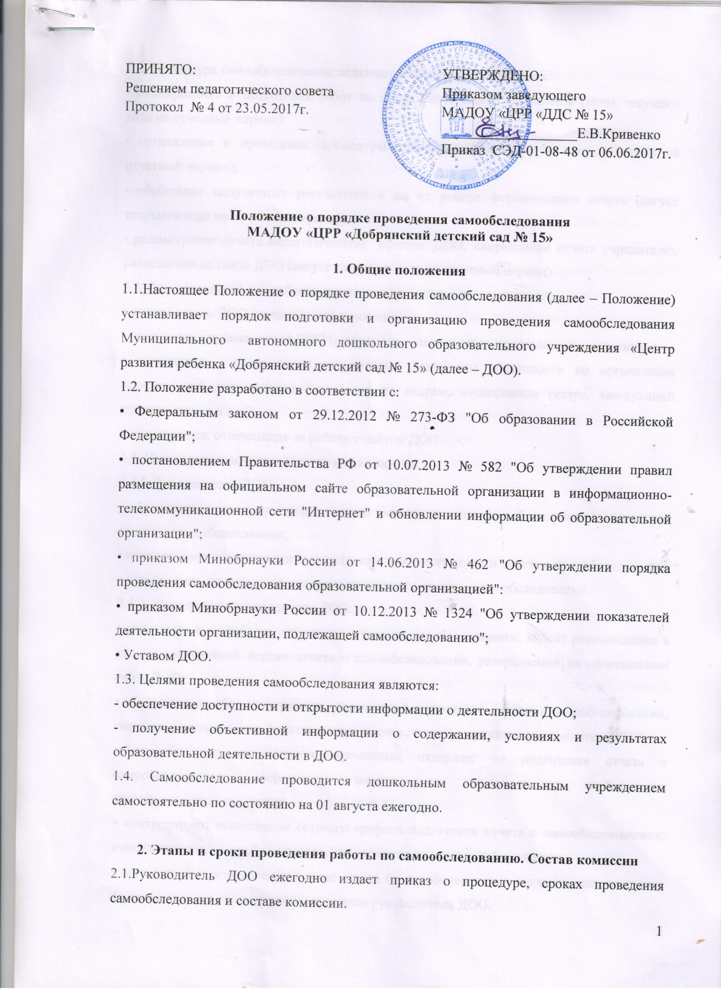 ПРИНЯТО:
Решением педагогического совета
Протокол № 4 от 23.05.2017г.
УТВЕРЖДЕНО:
Приказом заведующего
МАДОУ «ЦРР «ДДС № 15»
Е.В.Кривенко
Приказ СЭД-01-08-48 от 06.06.2017г.
Положение о порядке проведения самообследования
МАДОУ «ЦРР «Добрянский детский сад № 15»
1. Общие положения
1.1.Настоящее Положение о порядке проведения самообследования (далее – Положение)
устанавливает порядок подготовки и организацию проведения самообследования
Муниципального автономного дошкольного образовательного учреждения «Центр
развития ребенка «Добрянский детский сад № 15» (далее – ДОО).
1.2. Положение разработано в соответствии с:
• Федеральным законом от 29.12.2012 № 273-ФЗ "Об образовании в Российской
Федерации";
• постановлением Правительства РФ от 10.07.2013 № 582 "Об утверждении правил
размещения на официальном сайте образовательной организации в информационно-
телекоммуникационной сети "Интернет" и обновлении информации об образовательной
организации";
• приказом Минобрнауки России от 14.06.2013 № 462 "Об утверждении порядка
проведения самообследования образовательной организацией":
• приказом Минобрнауки России от 10.12.2013 № 1324 "Об утверждении показателей
деятельности организации, подлежащей самообследованию";
• Уставом ДОО.
1.3. Целями проведения самообследования являются:
- обеспечение доступности и открытости информации о деятельности ДОО;
- получение объективной информации о содержании, условиях и результатах
образовательной деятельности в ДОО.
1.4. Самообследование проводится дошкольным образовательным учреждением
самостоятельно по состоянию на 01 августа ежегодно.
2. Этапы и сроки проведения работы по самообследованию. Состав комиссии
2.1.Руководитель ДОО ежегодно издает приказ о процедуре, сроках проведения
самообследования и составе комиссии.
1